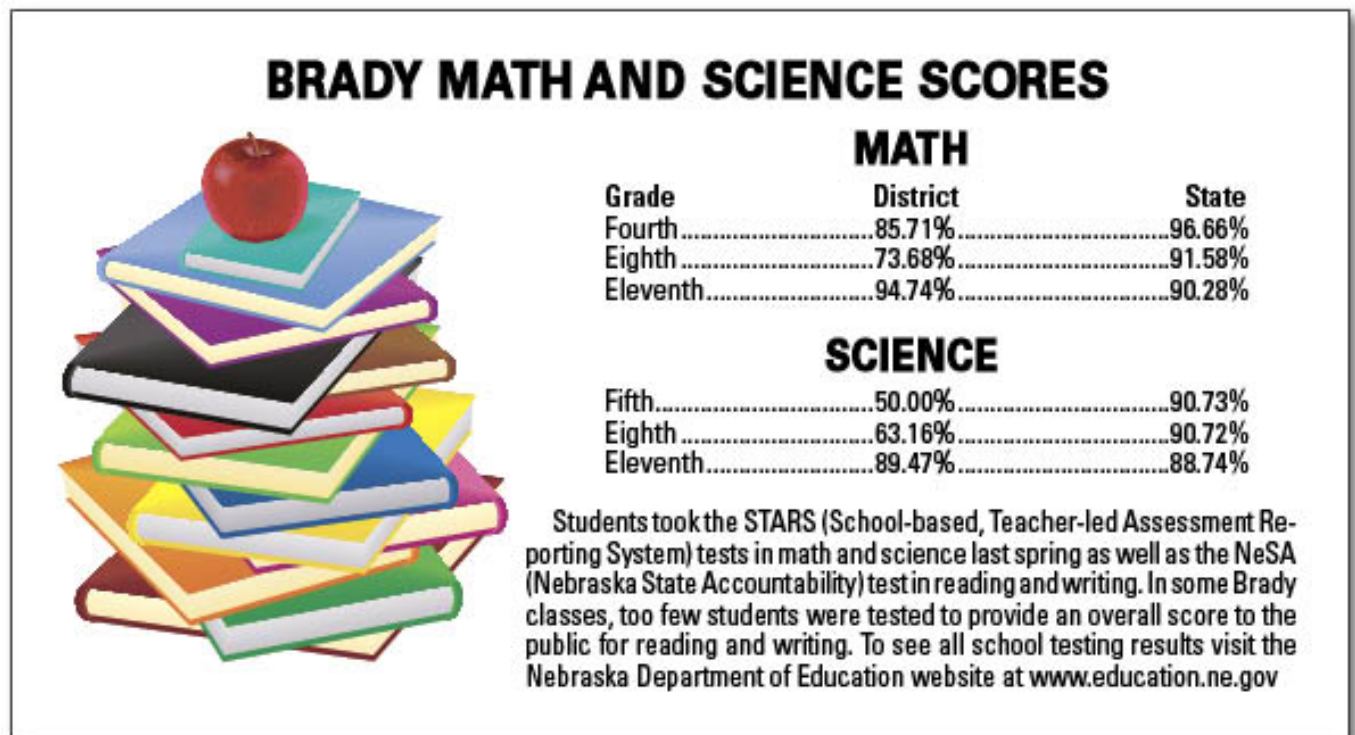 BRADY MATH AND SCIENCE SCORES
MATH
Grade District State
Fourth..............................85.71%.................................96.66%
Eighth..............................73.68%.................................91.58%
Eleventh..........................94.74%.................................90.28%
SCIENCE
Fifth..................................50.00%.................................90.73%
Eighth..............................63.16%.................................90.72%
Eleventh..........................89.47%.................................88.74%
Students took the STARS (School-based, Teacher-led Assessment Re-
porting System) tests in math and science last spring as well as the NeSA
(Nebraska State Accountability) test in reading and writing. In some Brady
classes, too few students were tested to provide an overall score to the
public for reading and writing. To see all school testing results visit the
Nebraska Department of Education website at www.education.ne.gov